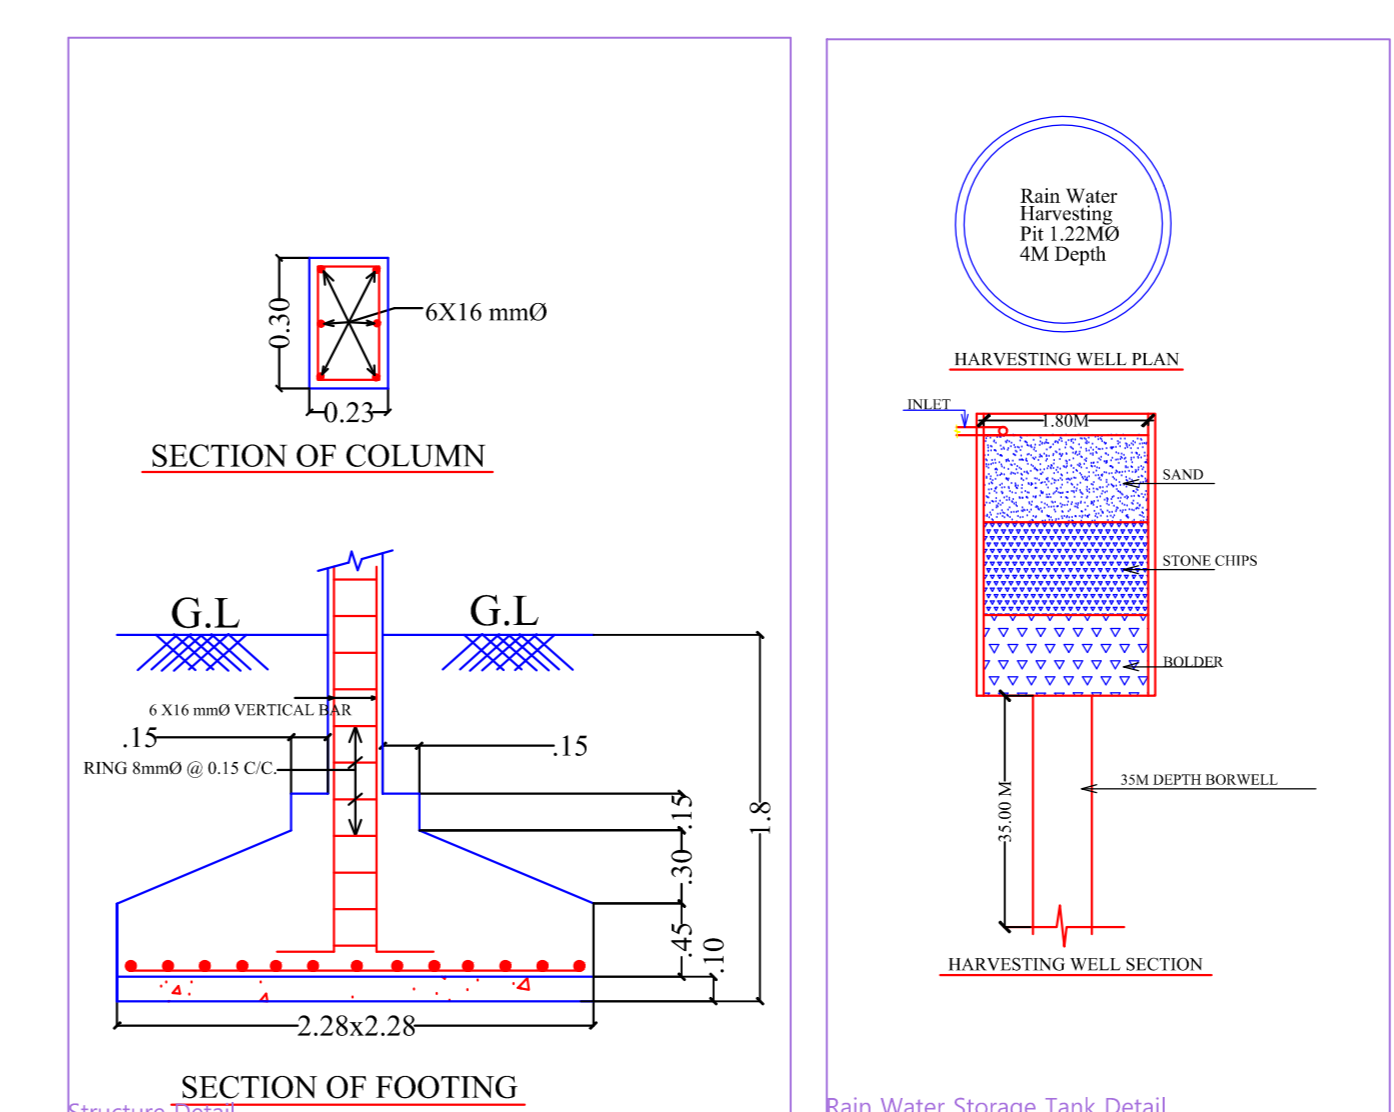 0.30
6X16 mmØ
0.23
SECTION OF COLUMN
G.L
G.L
6 X16 mmØ VERTICAL BAR
.15
.15
RING 8mmØ @ 0.15 C/C.
.15
1.8
.30
.45
.10
2.28x2.28
SECTION OF FOOTING
Structure Detail
Rain Water
Harvesting
Pit 1.22MØ
4M Depth
HARVESTING WELL PLAN
INLET
1.80M
SAND
STONE CHIPS
BOLDER
35M DEPTH BORWELL
35.00 M
HARVESTING WELL SECTION
Rain Water Storage Tank Detail